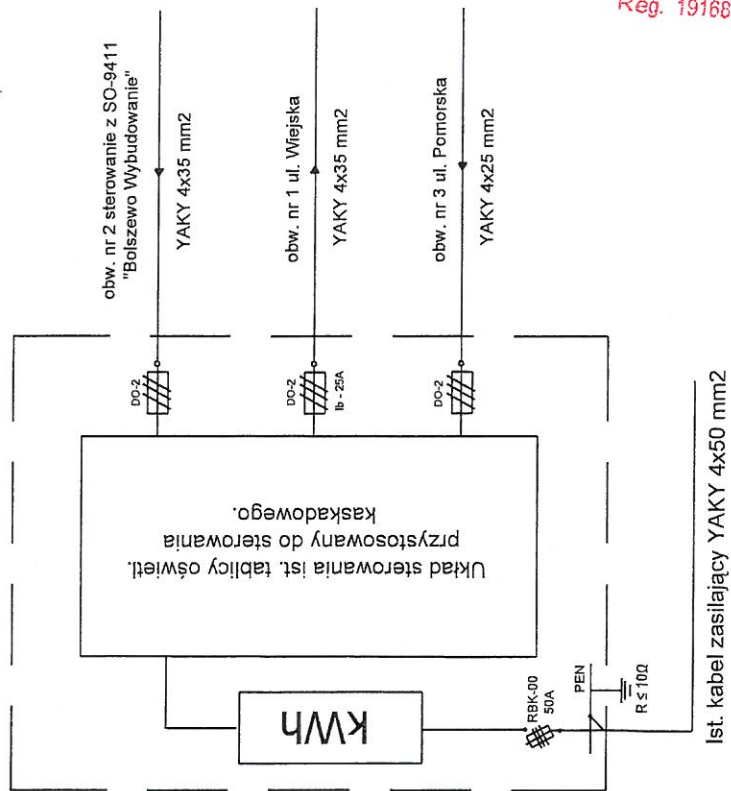 Reg. 19168
obw. nr 2 sterowanie z SO-9411
"Bolszewo Wybudowanie"
YAKY 4x35 mm2
obw. nr 1 ul. Wiejska
YAKY 4x35 mm2
obw. nr 3 ul. Pomorska
YAKY 4x25 mm2
DO-2
DO-2
Ib - 25A
DO-2
Układ sterowania ist. tablicy oświetl.
przystosowany do sterowania
kaskadowego.
kWh
RBK-00
50A
PEN
R ≤ 10Ω
Ist. kabel zasilający YAKY 4x50 mm2